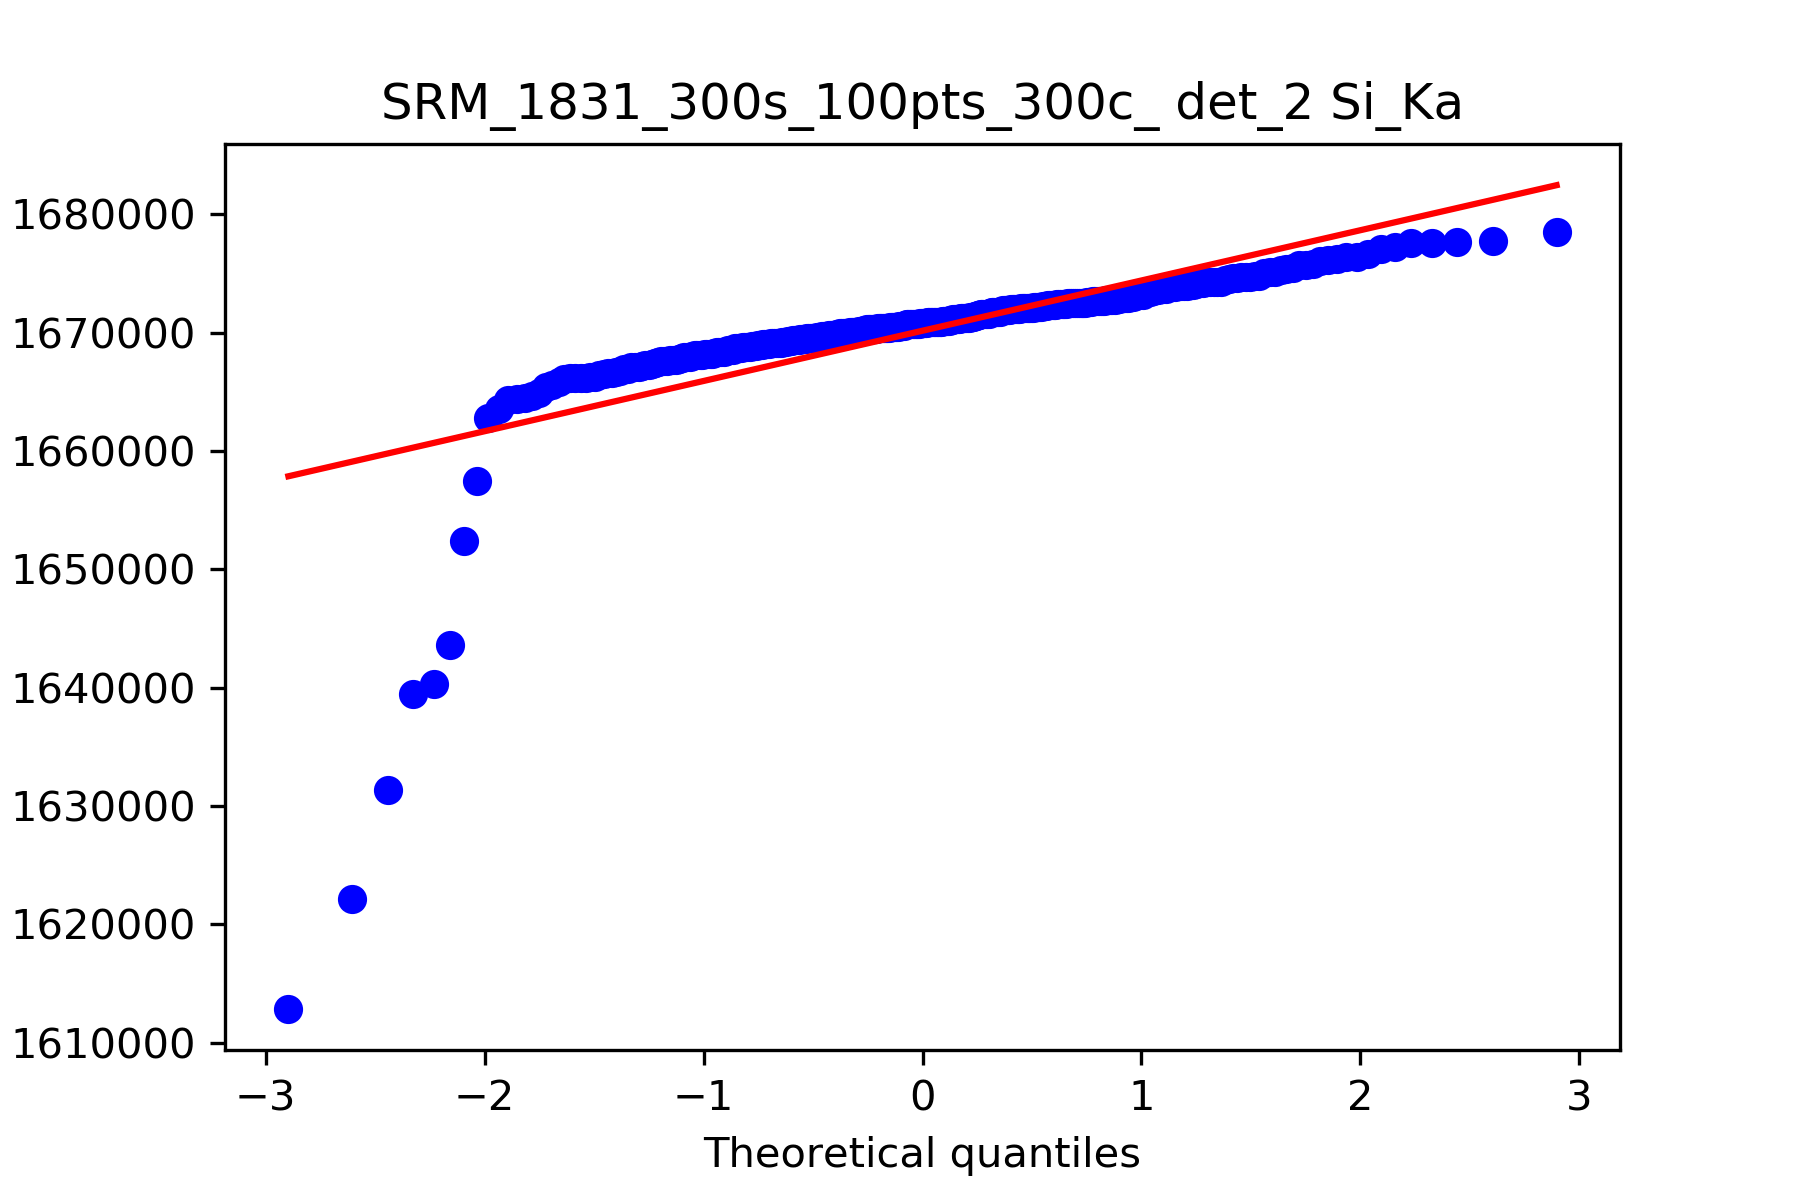 SRM_1831_300s_100pts_300c_ det_2 Si_Ka
1680000
1670000
1660000
1650000
1640000
1630000
1620000
1610000
−3 −2 −1 0 1 2 3
Theoretical quantiles